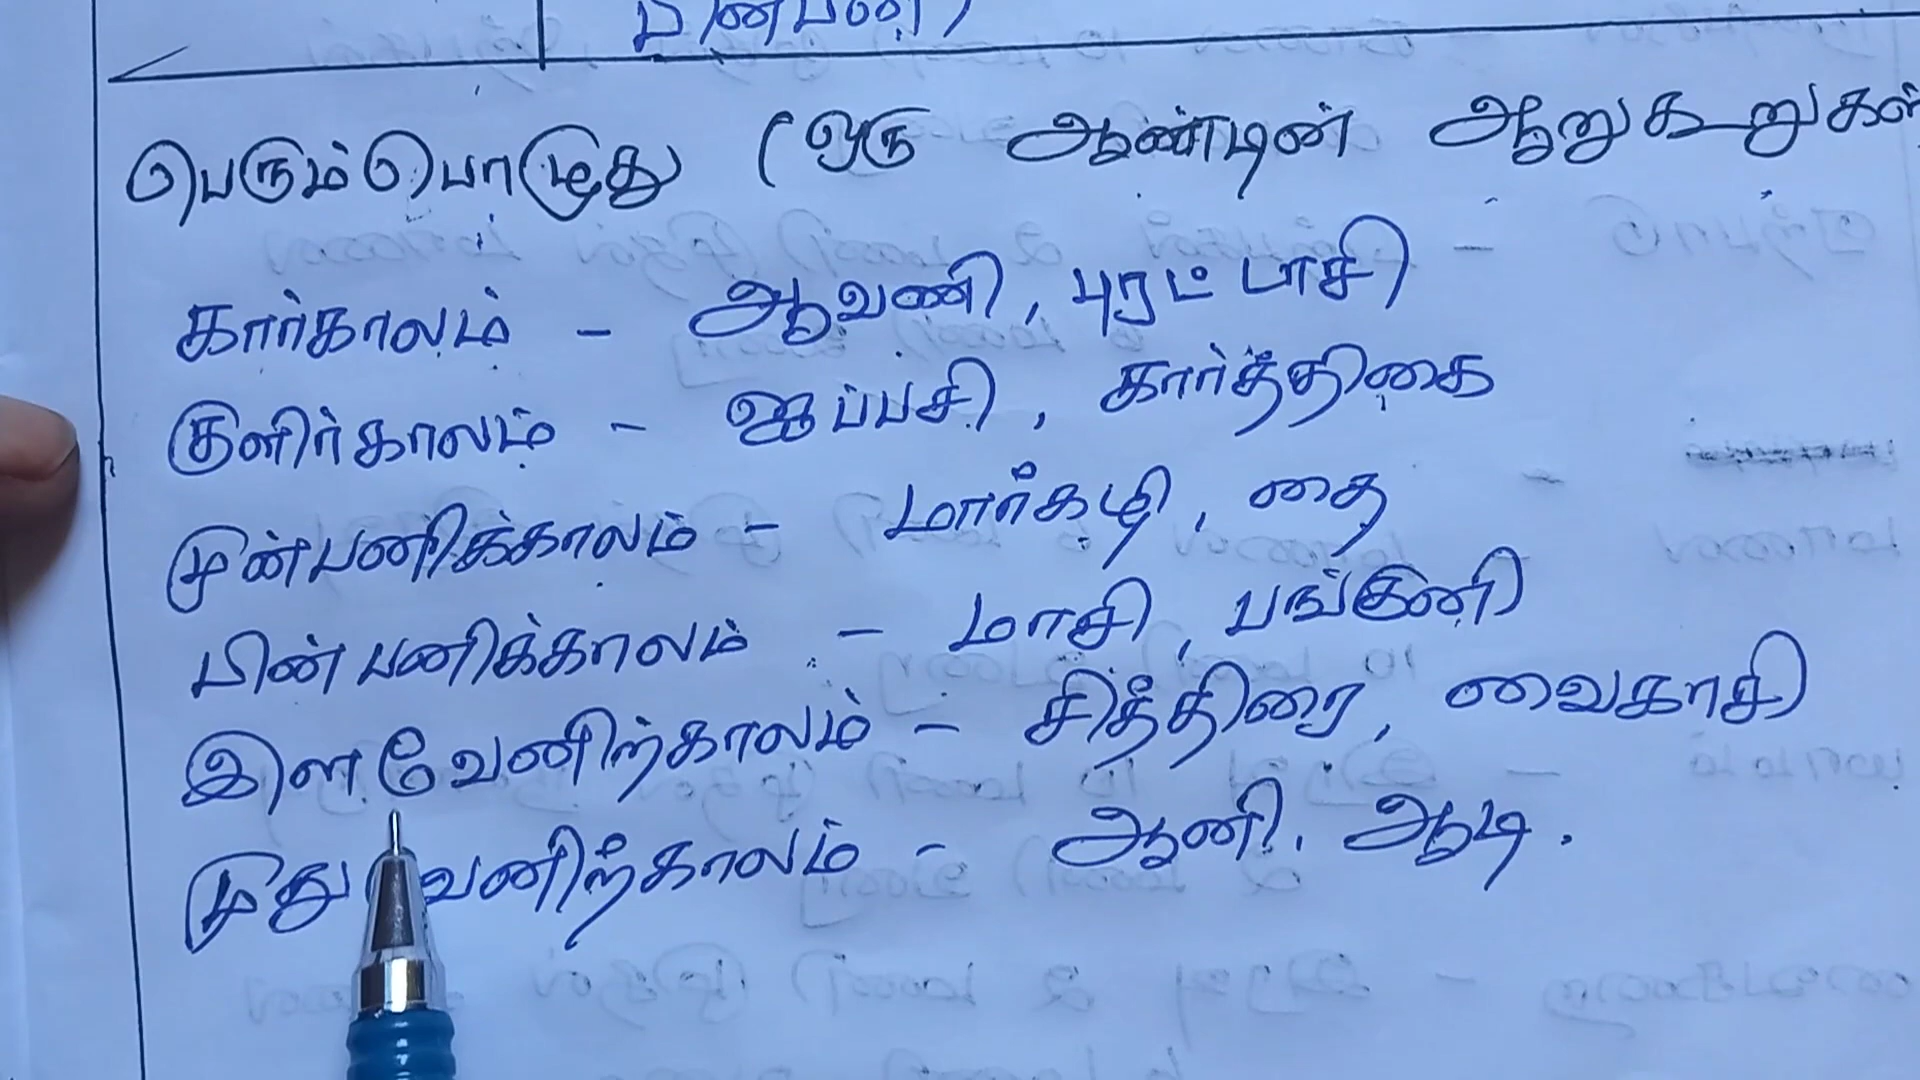 பின்பனி
பெரும்பொழுது ( ஒரு ஆண்டின் ஆறுகூறுகள்
கார்காலம் - ஆவணி, புரட்டாசி
குளிர்காலம் - ஐப்பசி, கார்த்திகை
முன்பனிக்காலம் - மார்கழி, தை
பின்பனிக்காலம் - மாசி, பங்குனி
இளவேனிற்காலம் - சித்திரை, வைகாசி
முதுவேனிற்காலம் - ஆனி, ஆடி.